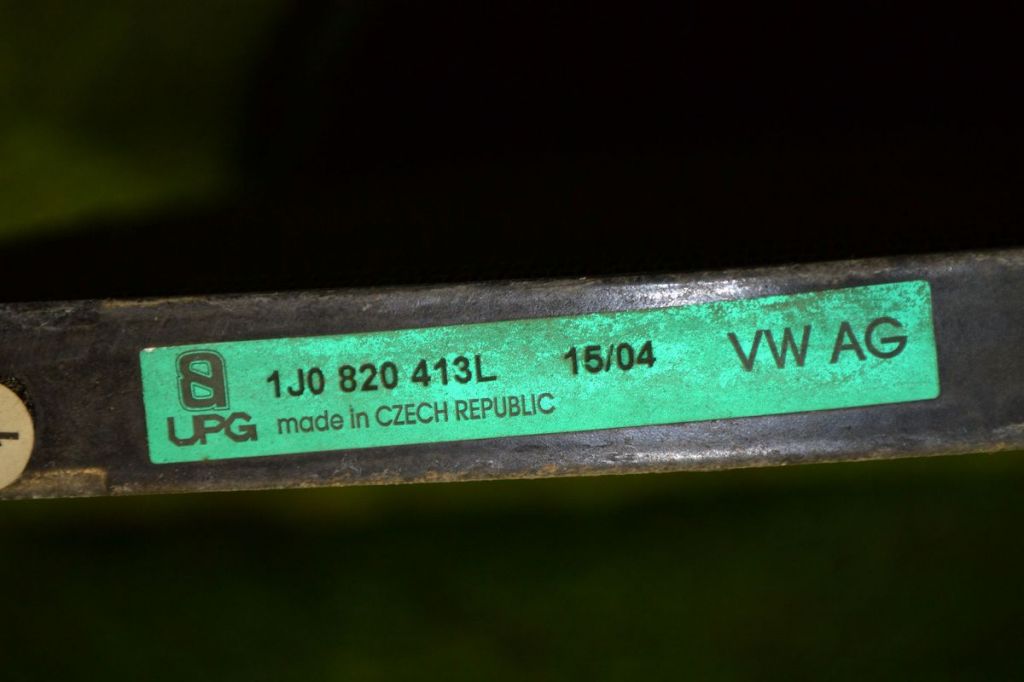 1J0 820 413L 15/04 VW AG
UPG made in CZECH REPUBLIC